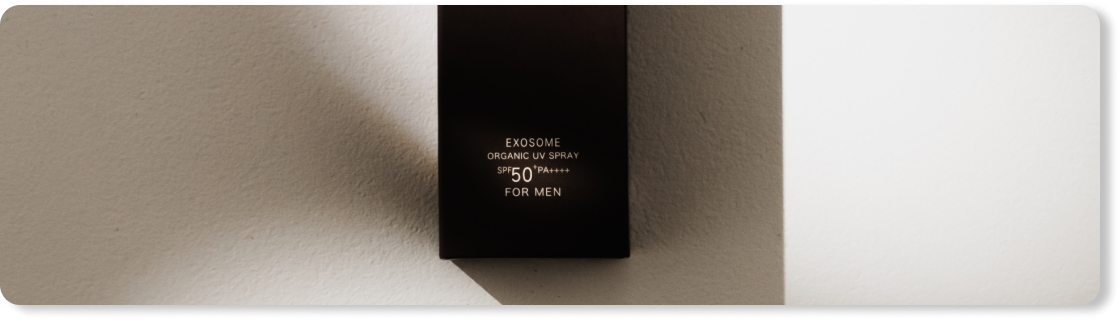 EXOSOME
ORGANIC UV SPRAY
SPF50+PA++++
FOR MEN